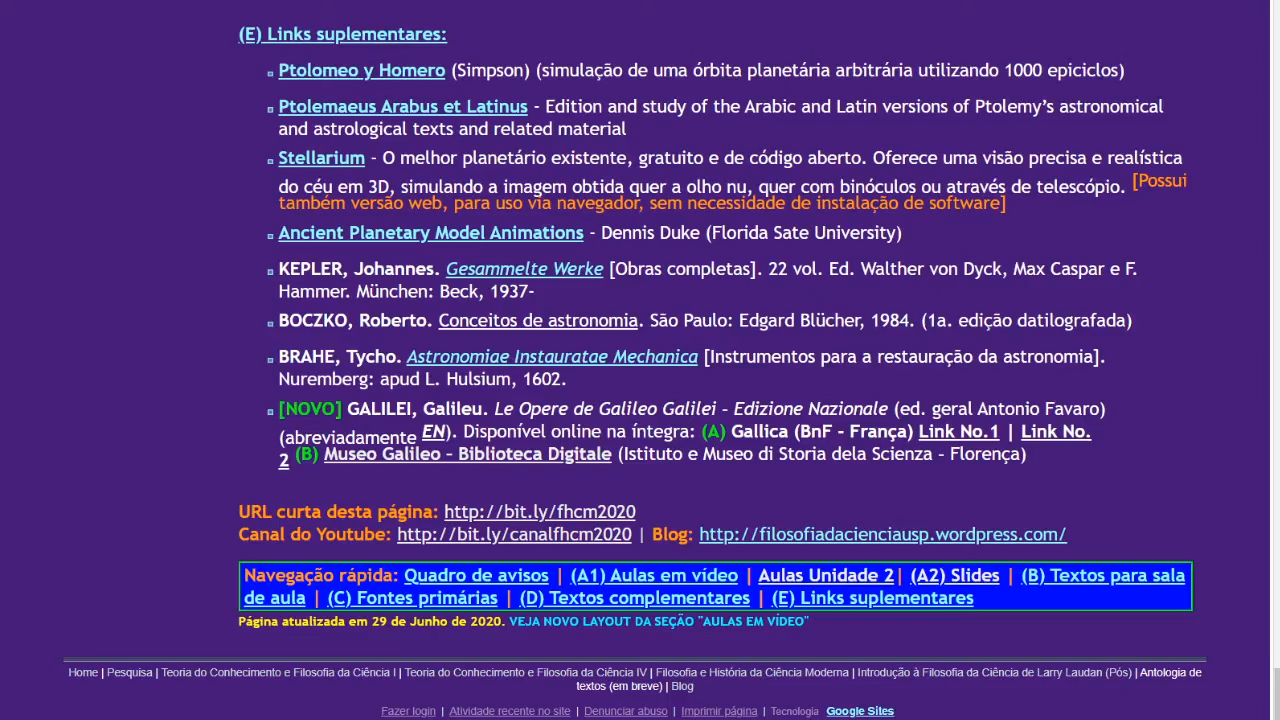 (E) Links suplementares:
Ptolomeo y Homero (Simpson) (simulação de uma órbita planetária arbitrária utilizando 1000 epiciclos)
Ptolemaeus Arabus et Latinus - Edition and study of the Arabic and Latin versions of Ptolemy's astronomical
and astrological texts and related material
Stellarium - O melhor planetário existente, gratuito e de código aberto. Oferece uma visão precisa e realística
do céu em 3D, simulando a imagem obtida quer a olho nu, quer com binóculos ou através de telescópio. [Possui
também versão web, para uso via navegador, sem necessidade de instalação de software]
Ancient Planetary Model Animations - Dennis Duke (Florida Sate University)
KEPLER, Johannes. Gesammelte Werke [Obras completas]. 22 vol. Ed. Walther von Dyck, Max Caspar e F.
Hammer. München: Beck, 1937-
BOCZKO, Roberto. Conceitos de astronomia. São Paulo: Edgard Blücher, 1984. (1a. edição datilografada)
BRAHE, Tycho. Astronomiae Instauratae Mechanica [Instrumentos para a restauração da astronomia].
Nuremberg: apud L. Hulsium, 1602.
[NOVO] GALILEI, Galileu. Le Opere de Galileo Galilei – Edizione Nazionale (ed. geral Antonio Favaro)
(abreviadamente EN). Disponível online na íntegra: (A) Gallica (BnF – França) Link No.1 | Link No.
2 (B) Museo Galileo – Biblioteca Digitale (Istituto e Museo di Storia dela Scienza - Florença)
URL curta desta página: http://bit.ly/fhcm2020
Canal do Youtube: http://bit.ly/canalfhcm2020 | Blog: http://filosofiadacienciausp.wordpress.com/
Navegação rápida: Quadro de avisos | (A1) Aulas em vídeo | Aulas Unidade 2| (A2) Slides | (B) Textos para sala
de aula | (C) Fontes primárias | (D) Textos complementares | (E) Links suplementares
Página atualizada em 29 de Junho de 2020. VEJA NOVO LAYOUT DA SEÇÃO "AULAS EM VÍDEO"
Home | Pesquisa | Teoria do Conhecimento e Filosofia da Ciência I | Teoria do Conhecimento e Filosofia da Ciência IV | Filosofia e História da Ciência Moderna | Introdução à Filosofia da Ciência de Larry Laudan (Pós) | Antologia de
textos (em breve) | Blog
Fazer login | Atividade recente no site | Denunciar abuso | Imprimir página | Tecnologia Google Sites